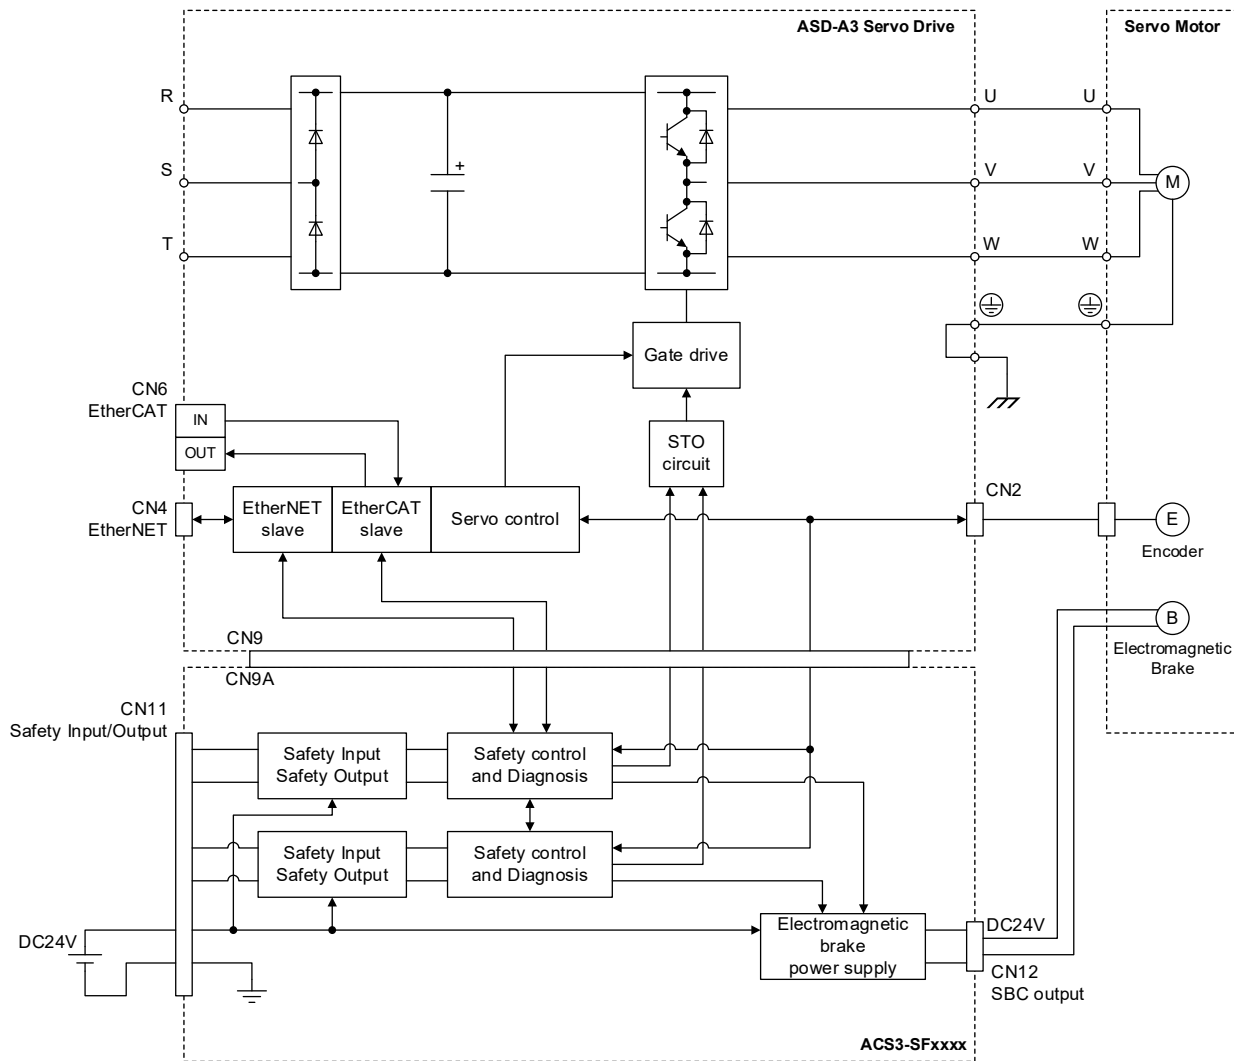 ASD-A3 Servo Drive
Servo Motor
R
U
U
S
+
V
V
M
T
W
W
Gate drive
CN6
EtherCAT
IN
OUT
STO
circuit
CN4
EtherNET
EtherNET
slave
EtherCAT
slave
Servo control
CN2
E
Encoder
B
Electromagnetic
Brake
CN9
CN9A
CN11
Safety Input/Output
Safety Input
Safety Output
Safety control
and Diagnosis
Safety Input
Safety Output
Safety control
and Diagnosis
DC24V
Electromagnetic
brake
power supply
DC24V
CN12
SBC output
ACS3-SFxxxx